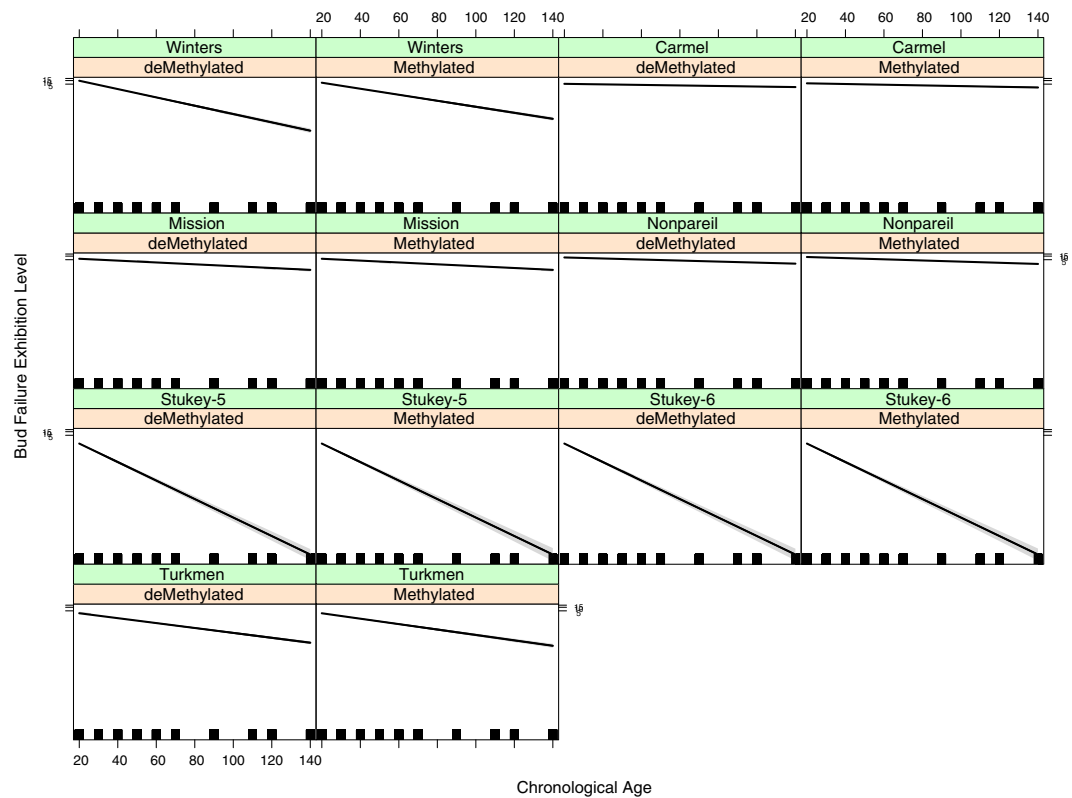 20 40 60 80 100 120 140 20 40 60 80 100 120 140
Winters Winters Carmel Carmel
deMethylated Methylated deMethylated Methylated
Mission Mission Nonpareil Nonpareil
deMethylated Methylated deMethylated Methylated
Bud Failure Exhibition Level
Stukey-5 Stukey-5 Stukey-6 Stukey-6
deMethylated Methylated deMethylated Methylated
Turkmen Turkmen
deMethylated Methylated
20 40 60 80 100 120 140
Chronological Age